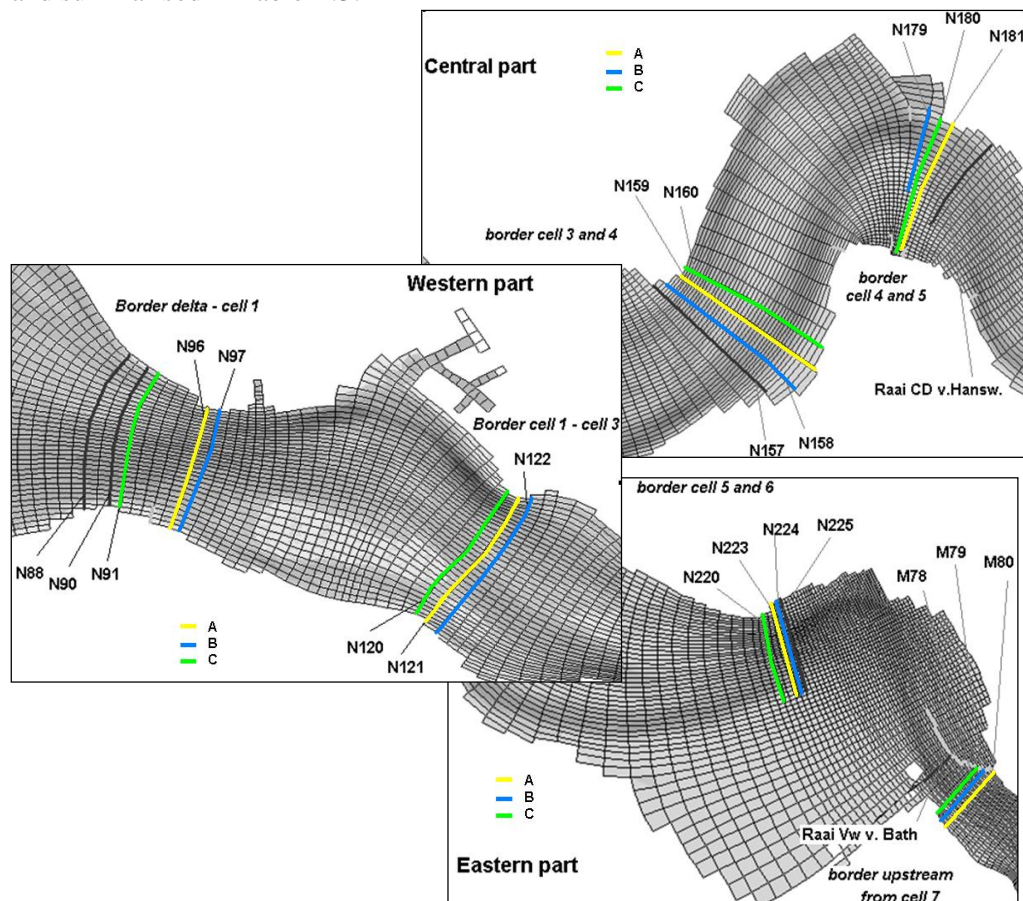 Central part
A
B
C
N179
N180
N181
N159
N160
border cell 3 and 4
border
cell 4 and 5
Raai CD v.Hansw.
N157
N158
Western part
Border delta - cell 1
N96
N97
Border cell 1 - cell 3
N122
N88
N90
N91
A
B
C
N120
N121
border cell 5 and 6
N224
N225
N223
N220
M79
M78
M80
A
B
C
Raai Vw v. Bath
Eastern part
border upstream
from cell 7